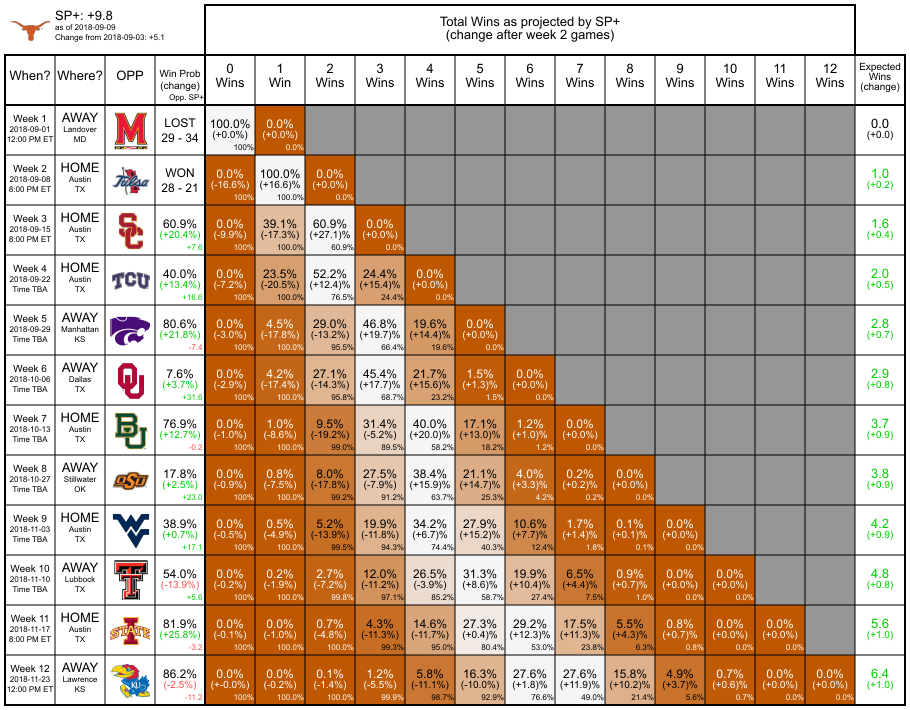 SP+: +9.8
as of 2018-09-09
Change from 2018-09-03: +5.1
Total Wins as projected by SP+
(change after week 2 games)
When? Where? OPP Win Prob (change) Opp. SP+ 0 Wins 1 Win 2 Wins 3 Wins 4 Wins 5 Wins 6 Wins 7 Wins 8 Wins 9 Wins 10 Wins 11 Wins 12 Wins Expected Wins (change)
Week 1 AWAY M LOST 100.0% 0.0% 0.0
2018-09-01 Landover 29 - 34 (+0.0%) (+0.0%) (+0.0)
12:00 PM ET MD 100% 0.0%
Week 2 HOME Tulsa WON 0.0% 100.0% 0.0% 1.0
2018-09-08 Austin 28 - 21 (-16.6%) (+16.6)% (+0.0%) (+0.2)
8:00 PM ET TX 100% 100.0% 0.0%
Week 3 HOME SC 60.9% 0.0% 39.1% 60.9% 0.0% 1.6
2018-09-15 Austin (+20.4%) (-9.9%) (-17.3%) (+27.1)% (+0.0%) (+0.4)
8:00 PM ET TX +7.6 100% 100.0% 60.9% 0.0%
Week 4 HOME TCU 40.0% 0.0% 23.5% 52.2% 24.4% 0.0% 2.0
2018-09-22 Austin (+13.4%) (-7.2%) (-20.5%) (+12.4)% (+15.4)% (+0.0%) (+0.5)
Time TBA TX +16.6 100% 100.0% 76.5% 24.4% 0.0%
Week 5 AWAY 80.6% 0.0% 4.5% 29.0% 46.8% 19.6% 0.0% 2.8
2018-09-29 Manhattan (+21.8%) (-3.0%) (-17.8%) (-13.2%) (+19.7)% (+14.4)% (+0.0%) (+0.7)
Time TBA KS -7.4 100% 100.0% 95.5% 66.4% 19.6% 0.0%
Week 6 AWAY OU 7.6% 0.0% 4.2% 27.1% 45.4% 21.7% 1.5% 0.0% 2.9
2018-10-06 Dallas (+3.7%) (-2.9%) (-17.4%) (-14.3%) (+17.7)% (+15.6)% (+1.3)% (+0.0%) (+0.8)
Time TBA TX +31.6 100% 100.0% 95.8% 68.7% 23.2% 1.5% 0.0%
Week 7 HOME BU 76.9% 0.0% 1.0% 9.5% 31.4% 40.0% 17.1% 1.2% 0.0% 3.7
2018-10-13 Austin (+12.7%) (-1.0%) (-8.6%) (-19.2%) (-5.2%) (+20.0)% (+13.0)% (+1.0)% (+0.0%) (+0.9)
Time TBA TX -0.2 100% 100.0% 99.0% 89.5% 58.2% 18.2% 1.2% 0.0%
Week 8 AWAY OSU 17.8% 0.0% 0.8% 8.0% 27.5% 38.4% 21.1% 4.0% 0.2% 0.0% 3.8
2018-10-27 Stillwater (+2.5%) (-0.9%) (-7.5%) (-17.8%) (-7.9%) (+15.9)% (+14.7)% (+3.3)% (+0.2)% (+0.0%) (+0.9)
Time TBA OK +23.0 100% 100.0% 99.2% 91.2% 63.7% 25.3% 4.2% 0.2% 0.0%
Week 9 HOME WV 38.9% 0.0% 0.5% 5.2% 19.9% 34.2% 27.9% 10.6% 1.7% 0.1% 0.0% 4.2
2018-11-03 Austin (+0.7%) (-0.5%) (-4.9%) (-13.9%) (-11.8%) (+6.7)% (+15.2)% (+7.7)% (+1.4)% (+0.1)% (+0.0%) (+0.9)
Time TBA TX +17.1 100% 100.0% 99.5% 94.3% 74.4% 40.3% 12.4% 1.8% 0.1% 0.0%
Week 10 AWAY T 54.0% 0.0% 0.2% 2.7% 12.0% 26.5% 31.3% 19.9% 6.5% 0.9% 0.0% 0.0% 4.8
2018-11-10 Lubbock (-13.9%) (-0.2%) (-1.9%) (-7.2%) (-11.2%) (-3.9%) (+8.6)% (+10.4)% (+4.4)% (+0.7)% (+0.0)% (+0.0%) (+0.8)
Time TBA TX +5.6 100% 100.0% 99.8% 97.1% 85.2% 58.7% 27.4% 7.5% 1.0% 0.0% 0.0%
Week 11 HOME STATE 81.9% 0.0% 0.0% 0.7% 4.3% 14.6% 27.3% 29.2% 17.5% 5.5% 0.8% 0.0% 0.0% 5.6
2018-11-17 Austin (+25.8%) (-0.1%) (-1.0%) (-4.8%) (-11.3%) (-11.7%) (+0.4)% (+12.3)% (+11.3)% (+4.3)% (+0.7)% (+0.0)% (+0.0%) (+1.0)
8:00 PM ET TX -3.2 100% 100.0% 100.0% 99.3% 95.0% 80.4% 53.0% 23.8% 6.3% 0.8% 0.0% 0.0%
Week 12 AWAY KU 86.2% 0.0% 0.0% 0.1% 1.2% 5.8% 16.3% 27.6% 27.6% 15.8% 4.9% 0.7% 0.0% 0.0% 6.4
2018-11-23 Lawrence (-2.5%) (+-0.0%) (-0.2%) (-1.4%) (-5.5%) (-11.1%) (-10.0%) (+1.8)% (+11.9)% (+10.2)% (+3.7)% (+0.6)% (+0.0)% (+0.0%) (+1.0)
12:00 PM ET KS -11.2 100% 100.0% 100.0% 99.9% 98.7% 92.9% 76.6% 49.0% 21.4% 5.6% 0.7% 0.0% 0.0%